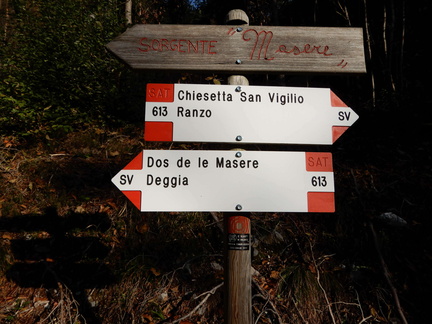 SORGENTE "Masere"
SAT
613
Chiesetta San Vigilio
Ranzo
SV
SV
Dos de le Masere
Deggia
SAT
613